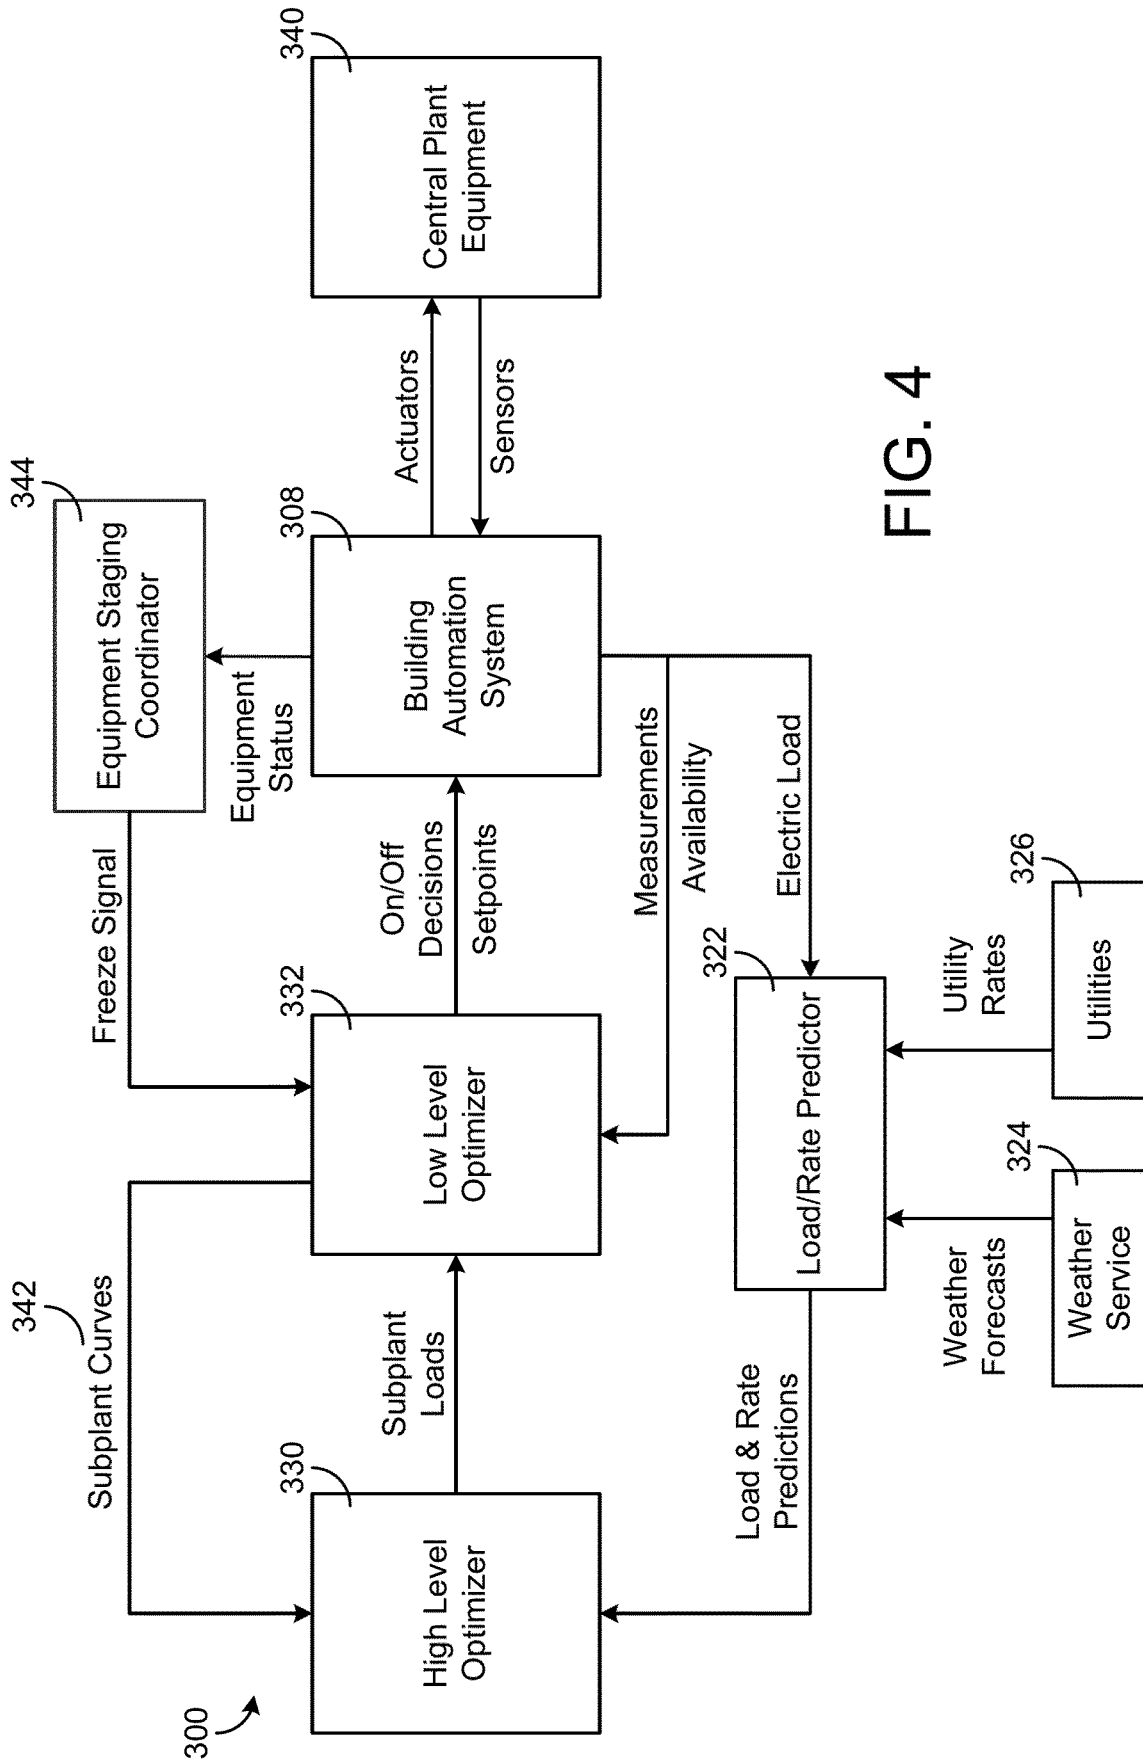 300
342
Subplant Curves
Freeze Signal
344
Equipment Staging
Coordinator
Equipment
Status
330
High Level
Optimizer
Subplant
Loads
332
Low Level
Optimizer
On/Off
Decisions
Setpoints
308
Building
Automation
System
Actuators
Sensors
340
Central Plant
Equipment
Measurements
Availability
Electric Load
Load & Rate
Predictions
322
Load/Rate Predictor
Weather
Forecasts
Utility
Rates
324
Weather
Service
326
Utilities
FIG. 4